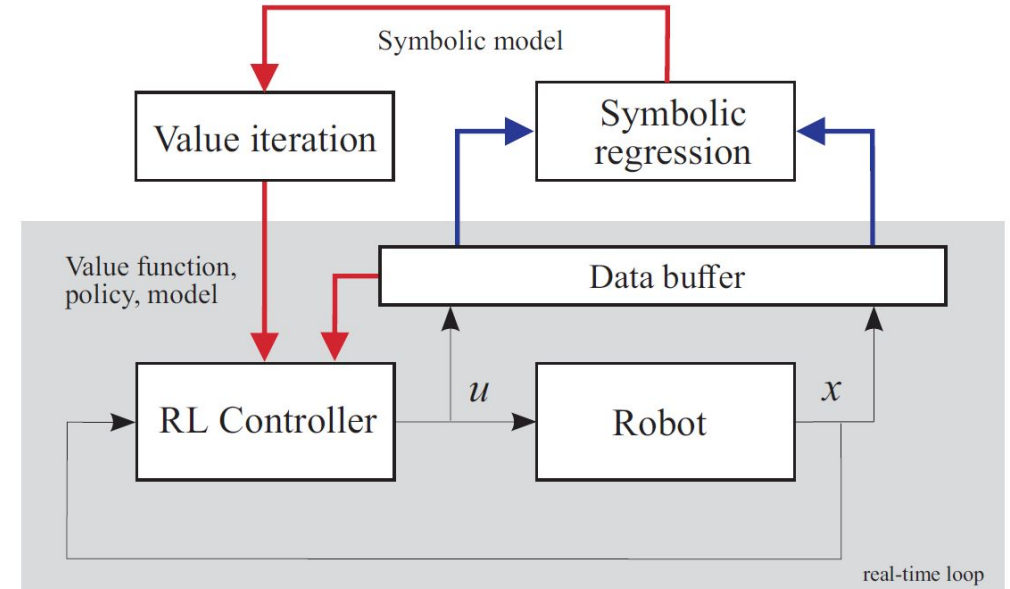 Symbolic model
Value iteration
Symbolic
regression
Value function,
policy, model
Data buffer
RL Controller
u
Robot
x
real-time loop